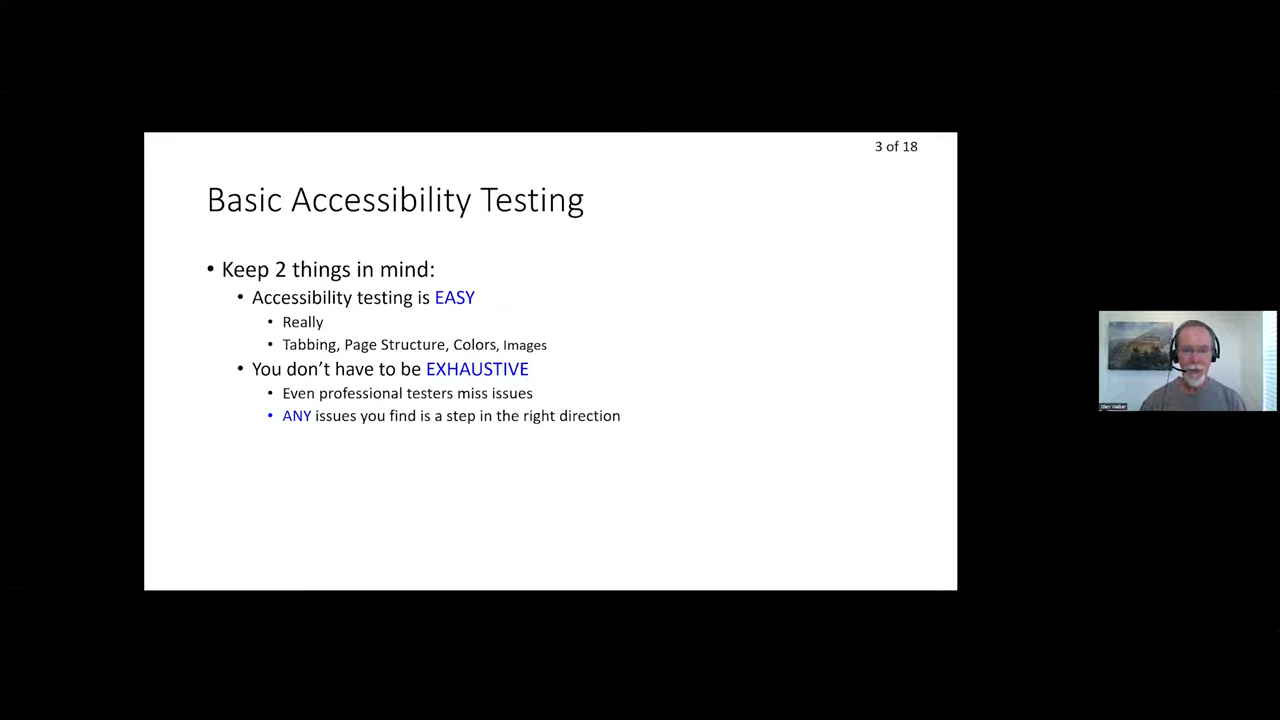 3 of 18
Basic Accessibility Testing
• Keep 2 things in mind:
• Accessibility testing is EASY
• Really
• Tabbing, Page Structure, Colors, Images
• You don't have to be EXHAUSTIVE
• Even professional testers miss issues
• ANY issues you find is a step in the right direction